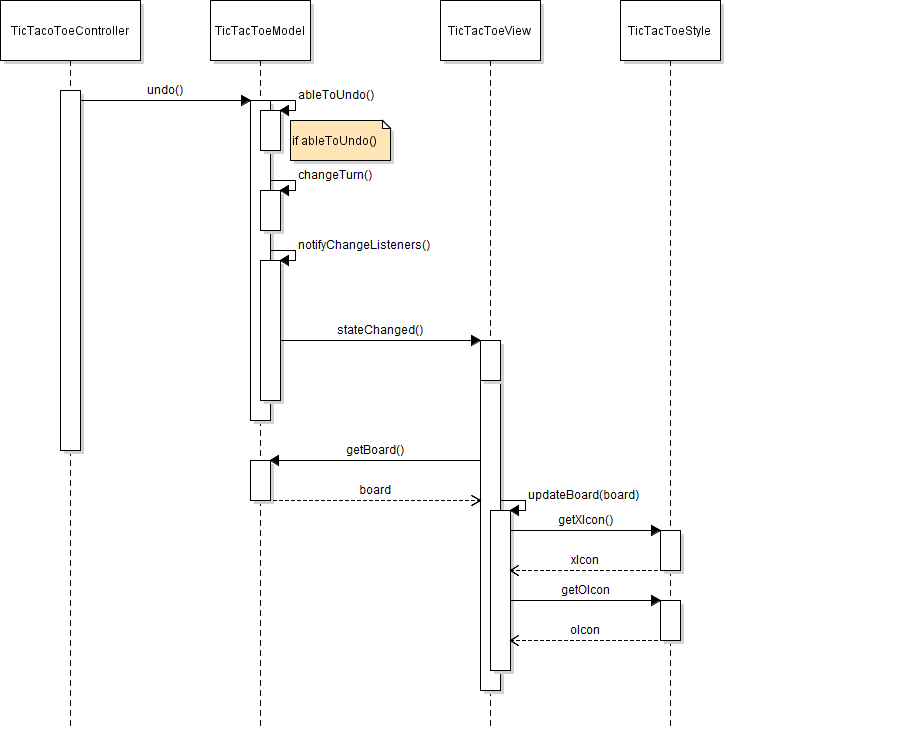 TicTacoToeController
TicTacToeModel
TicTacToeView
TicTacToeStyle
undo()
ableToUndo()
if ableToUndo()
changeTurn()
notifyChangeListeners()
stateChanged()
getBoard()
board
updateBoard(board)
getXIcon()
xIcon
getOIcon
oIcon